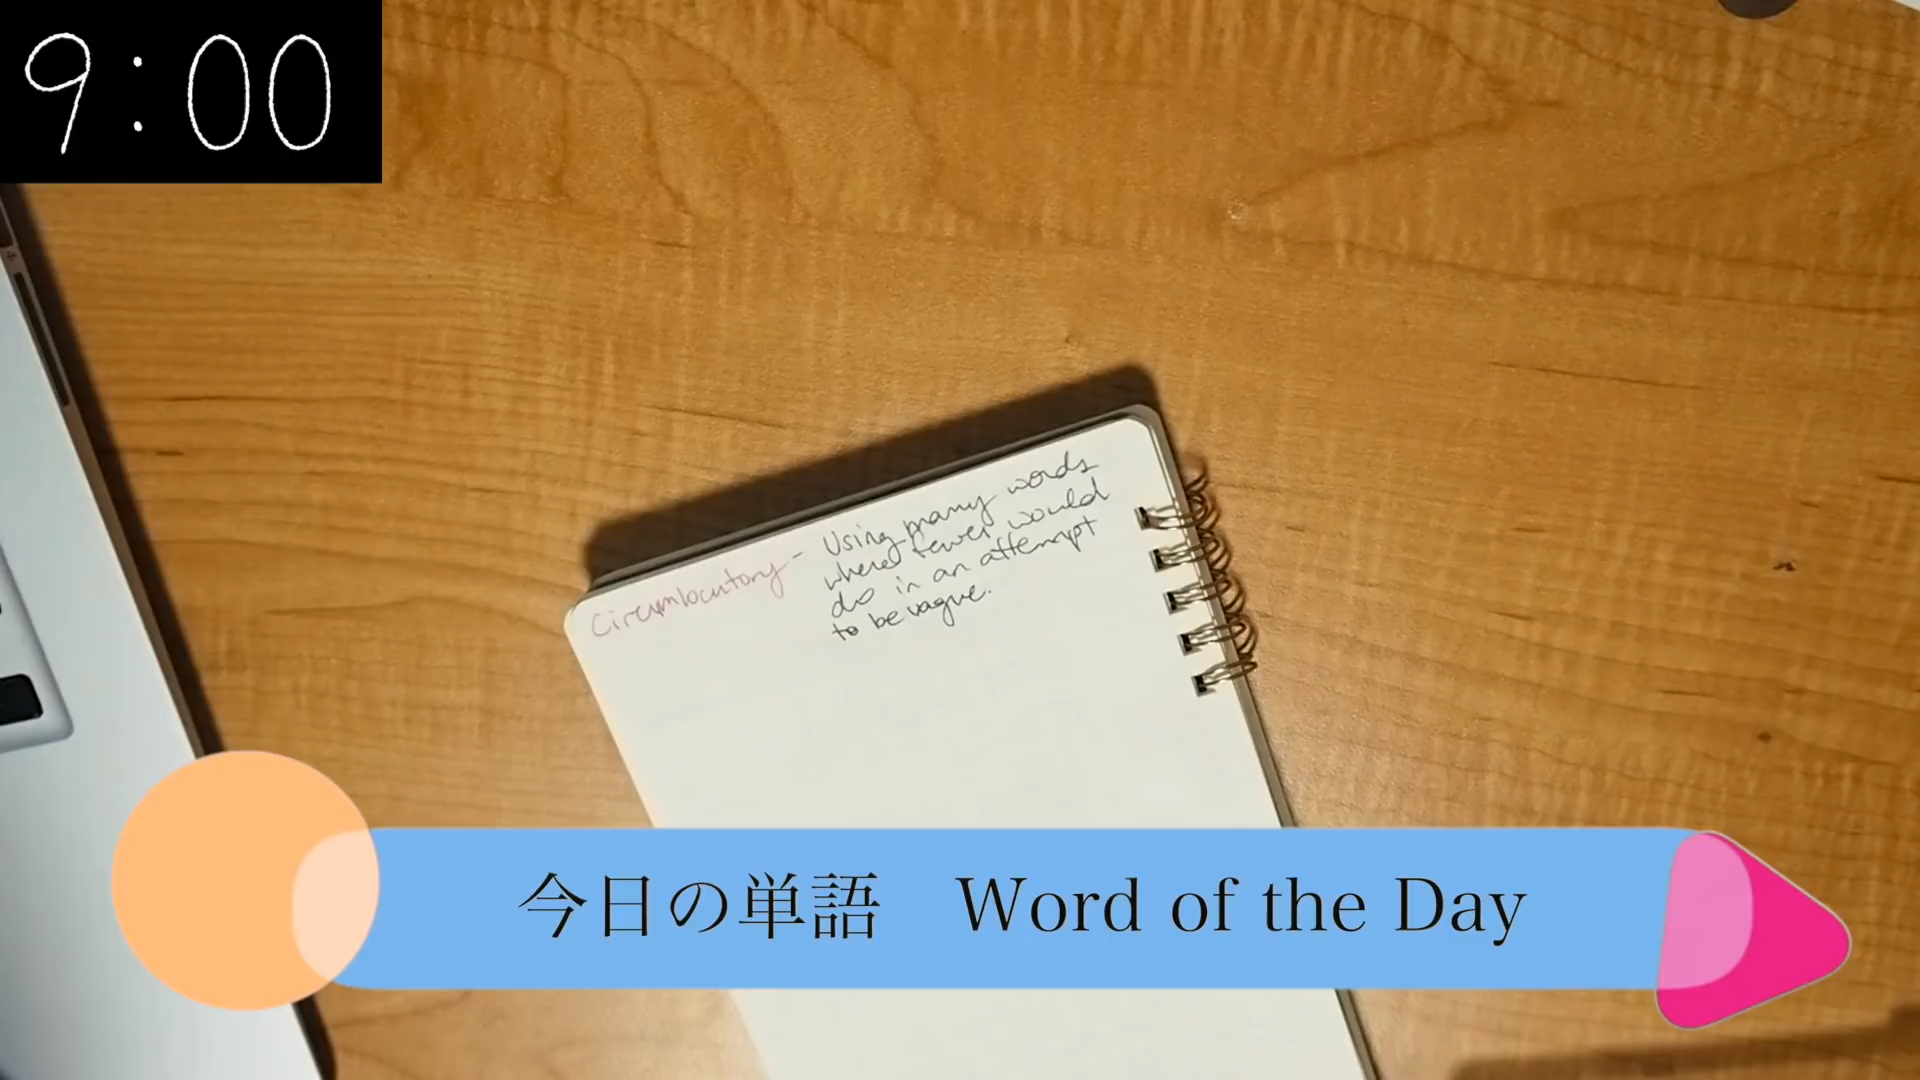 9:00
Circumlocutory - Using many words
where fewer would
do in an attempt
to be vague.
今日の単語 Word of the Day